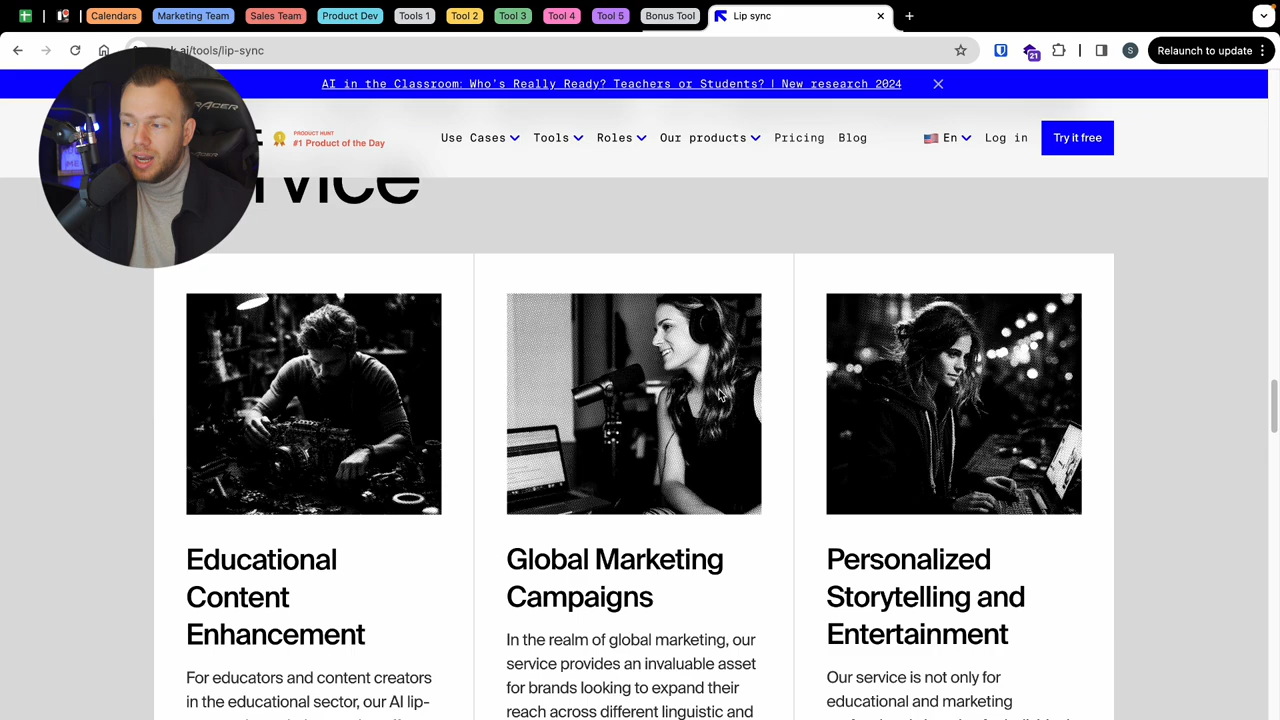 Calendars
Marketing Team
Sales Team
Product Dev
Tools 1
Tool 2
Tool 3
Tool 4
Tool 5
Bonus Tool
Lip sync
ai/tools/lip-sync
21
S
Relaunch to update
AI in the Classroom: Who's Really Ready? Teachers or Students? | New research 2024
PRODUCT HUNT
#1 Product of the Day
Use Cases
Tools
Roles
Our products
Pricing
Blog
En
Log in
Try it free
ACER
Educational
Content
Enhancement
For educators and content creators
in the educational sector, our AI lip-
Global Marketing
Campaigns
In the realm of global marketing, our
service provides an invaluable asset
for brands looking to expand their
reach across different linguistic and
Personalized
Storytelling and
Entertainment
Our service is not only for
educational and marketing